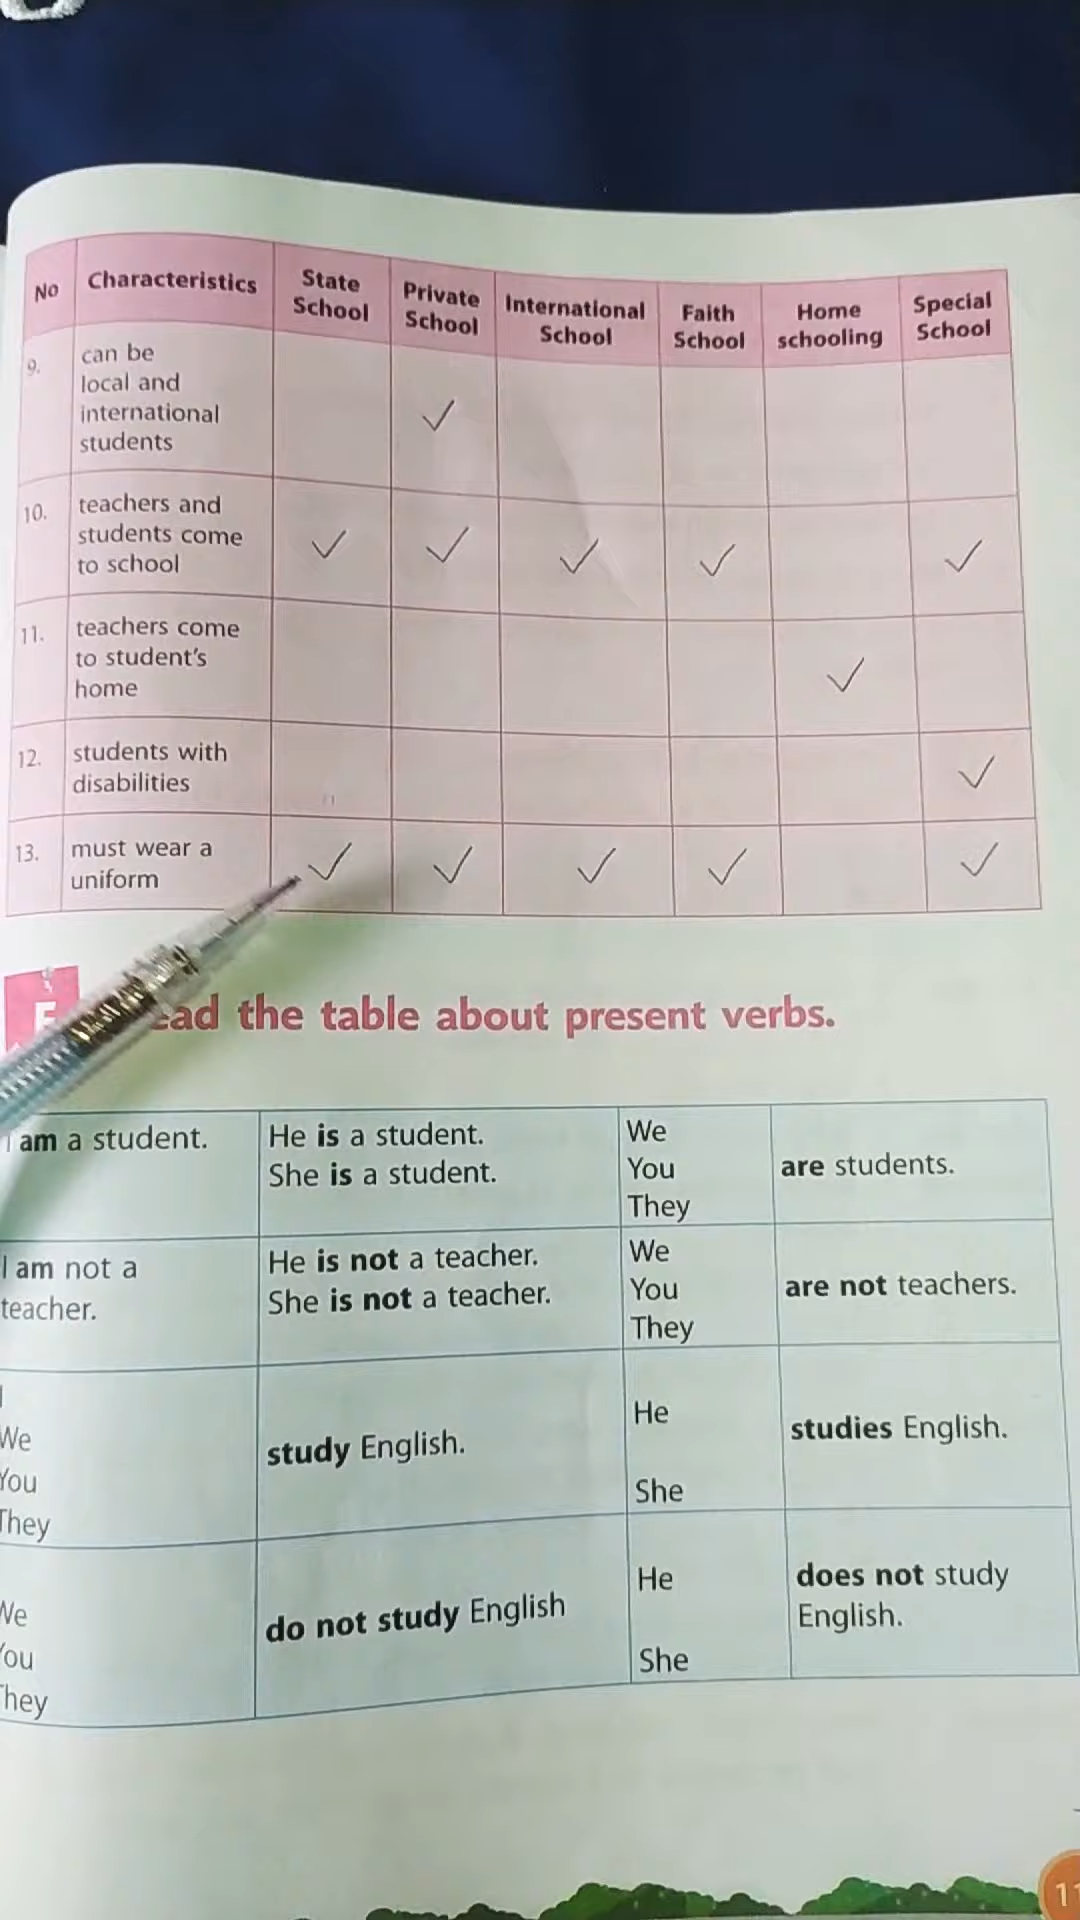 No Characteristics State School Private School International School Faith School Home schooling Special School
9. can be
local and
international
students ✓
10. teachers and
students come
to school ✓ ✓ ✓ ✓ ✓
11. teachers come
to student's
home ✓
12. students with
disabilities ✓
13. must wear a
uniform ✓ ✓ ✓ ✓ ✓
the table about present verbs.
I am a student.
He is a student.
She is a student.
We
You
They
are students.
I am not a
teacher.
He is not a teacher.
She is not a teacher.
We
You
They
are not teachers.
I
We
You
They
study English.
He
She
studies English.
We
You
They
do not study English
He
She
does not study
English.